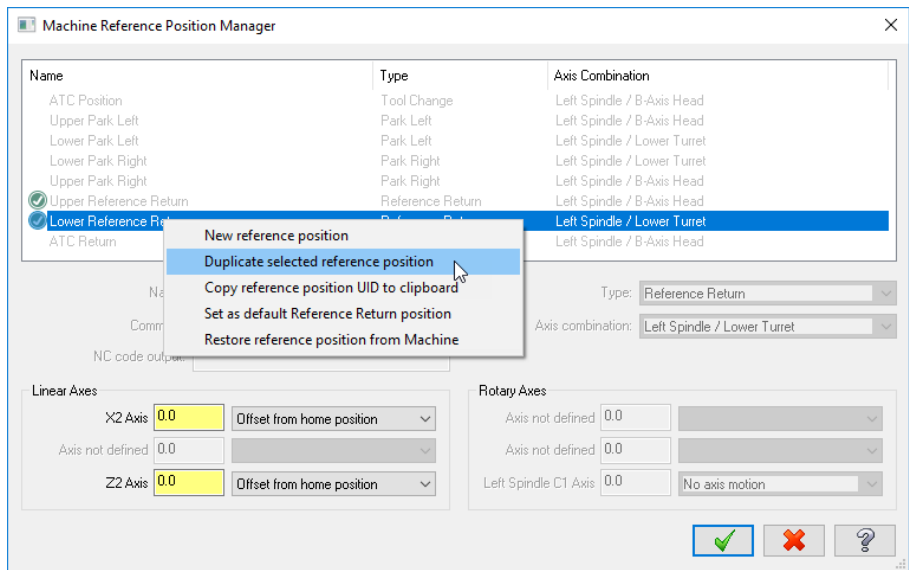 Machine Reference Position Manager
Name Type Axis Combination
ATC Position Tool Change Left Spindle / B-Axis Head
Upper Park Left Park Left Left Spindle / B-Axis Head
Lower Park Left Park Left Left Spindle / Lower Turret
Lower Park Right Park Right Left Spindle / Lower Turret
Upper Park Right Park Right Left Spindle / B-Axis Head
Upper Reference Return Reference Return Left Spindle / B-Axis Head
Lower Reference Left Spindle / Lower Turret
ATC Return Left Spindle / B-Axis Head
New reference position
Duplicate selected reference position
Copy reference position UID to clipboard
Set as default Reference Return position
Restore reference position from Machine
Type: Reference Return
Axis combination: Left Spindle / Lower Turret
NC code output:
Linear Axes
X2 Axis 0.0 Offset from home position
Axis not defined 0.0
Z2 Axis 0.0 Offset from home position
Rotary Axes
Axis not defined 0.0
Axis not defined 0.0
Left Spindle C1 Axis 0.0 No axis motion